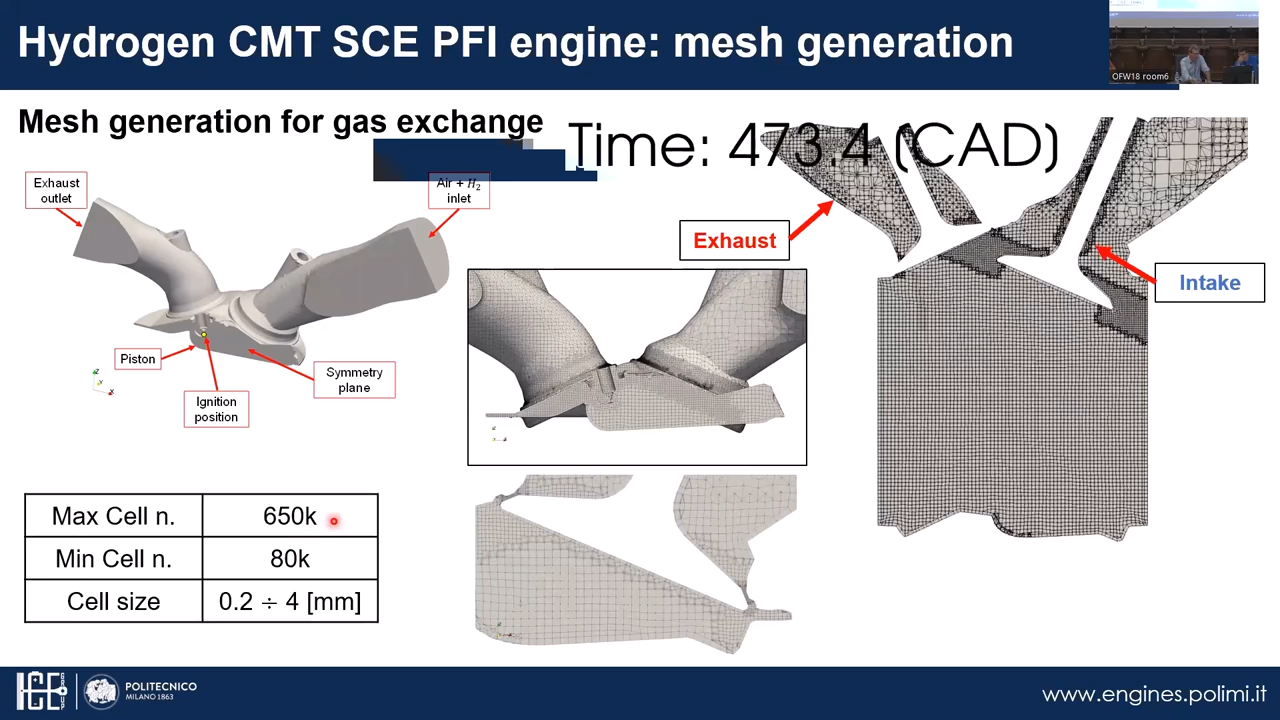 Hydrogen CMT SCE PFI engine: mesh generation
OFW18 room6
Mesh generation for gas exchange
Time: 473.4 (CAD)
Exhaust
outlet
Air + H₂
inlet
Exhaust
Intake
Piston
Symmetry
plane
Ignition
position
Max Cell n. 650k
Min Cell n. 80k
Cell size 0.2 ÷ 4 [mm]
ICE
GROUP
POLITECNICO
MILANO 1863
www.engines.polimi.it